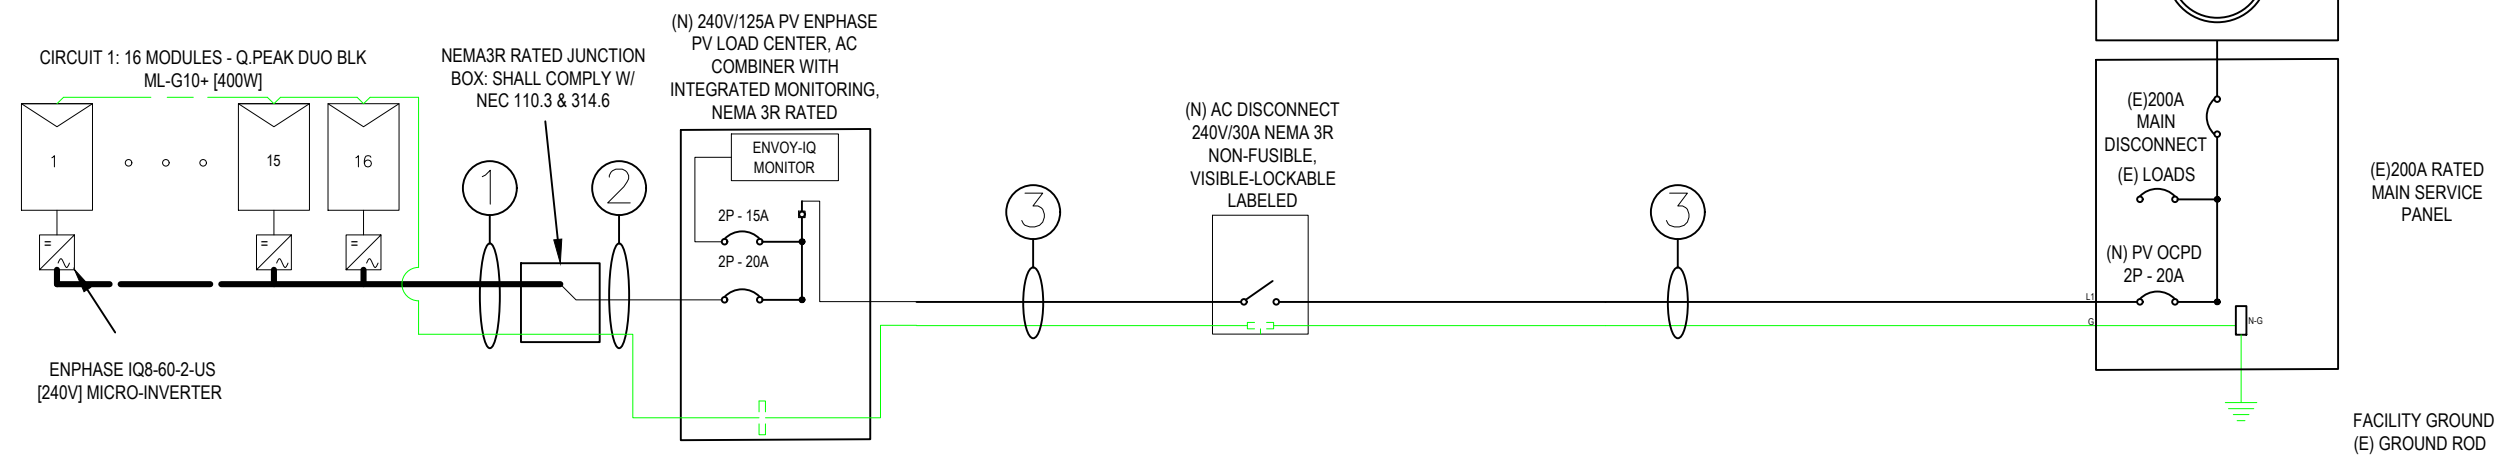 CIRCUIT 1: 16 MODULES - Q.PEAK DUO BLK
ML-G10+ [400W]
1
15
16
ENPHASE IQ8-60-2-US
[240V] MICRO-INVERTER
NEMA3R RATED JUNCTION
BOX: SHALL COMPLY W/
NEC 110.3 & 314.6
1
2
(N) 240V/125A PV ENPHASE
PV LOAD CENTER, AC
COMBINER WITH
INTEGRATED MONITORING,
NEMA 3R RATED
ENVOY-IQ
MONITOR
2P - 15A
2P - 20A
3
(N) AC DISCONNECT
240V/30A NEMA 3R
NON-FUSIBLE,
VISIBLE-LOCKABLE
LABELED
3
(E)200A
MAIN
DISCONNECT
(E) LOADS
(N) PV OCPD
2P - 20A
L1
G
N-G
(E)200A RATED
MAIN SERVICE
PANEL
FACILITY GROUND
(E) GROUND ROD